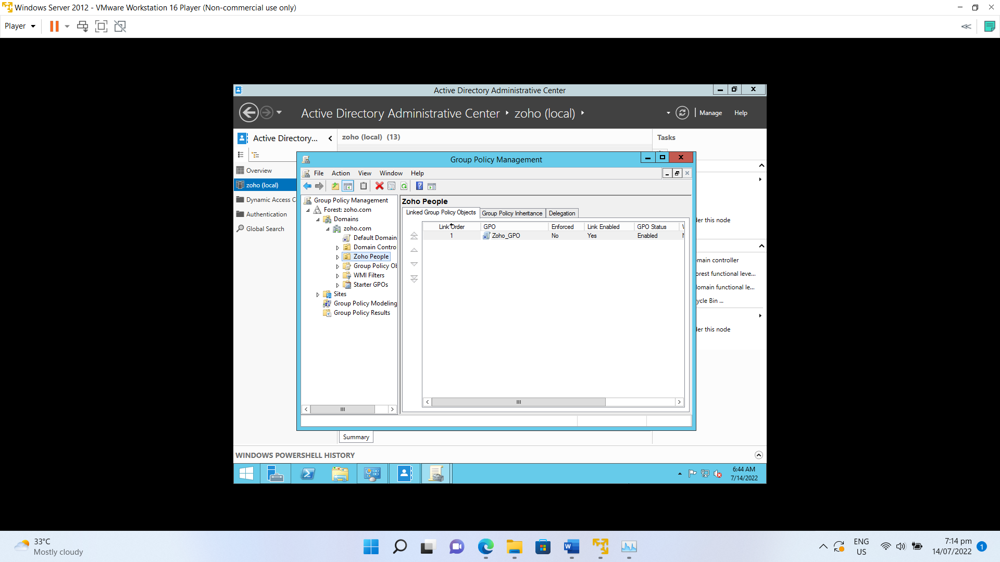 Windows Server 2012 - VMware Workstation 16 Player (Non-commercial use only)
Player
Active Directory Administrative Center
Active Directory Administrative Center
zoho (local)
Manage
Help
Active Directory...
zoho (local) (13)
Tasks
Overview
zoho (local)
Dynamic Access C
Authentication
Global Search
Group Policy Management
File
Action
View
Window
Help
Group Policy Management
Forest: zoho.com
Domains
zoho.com
Default Domain
Domain Contro
Zoho People
Group Policy Ob
WMI Filters
Starter GPOs
Sites
Group Policy Modeling
Group Policy Results
Zoho People
Linked Group Policy Objects
Group Policy Inheritance
Delegation
Link Order
GPO
Enforced
Link Enabled
GPO Status
1
Zoho_GPO
No
Yes
Enabled
der this node
main controller
orest functional leve...
domain functional le...
ycle Bin ...
der this node
Summary
WINDOWS POWERSHELL HISTORY
6:44 AM
7/14/2022
33°C
Mostly cloudy
ENG
US
7:14 pm
14/07/2022
1